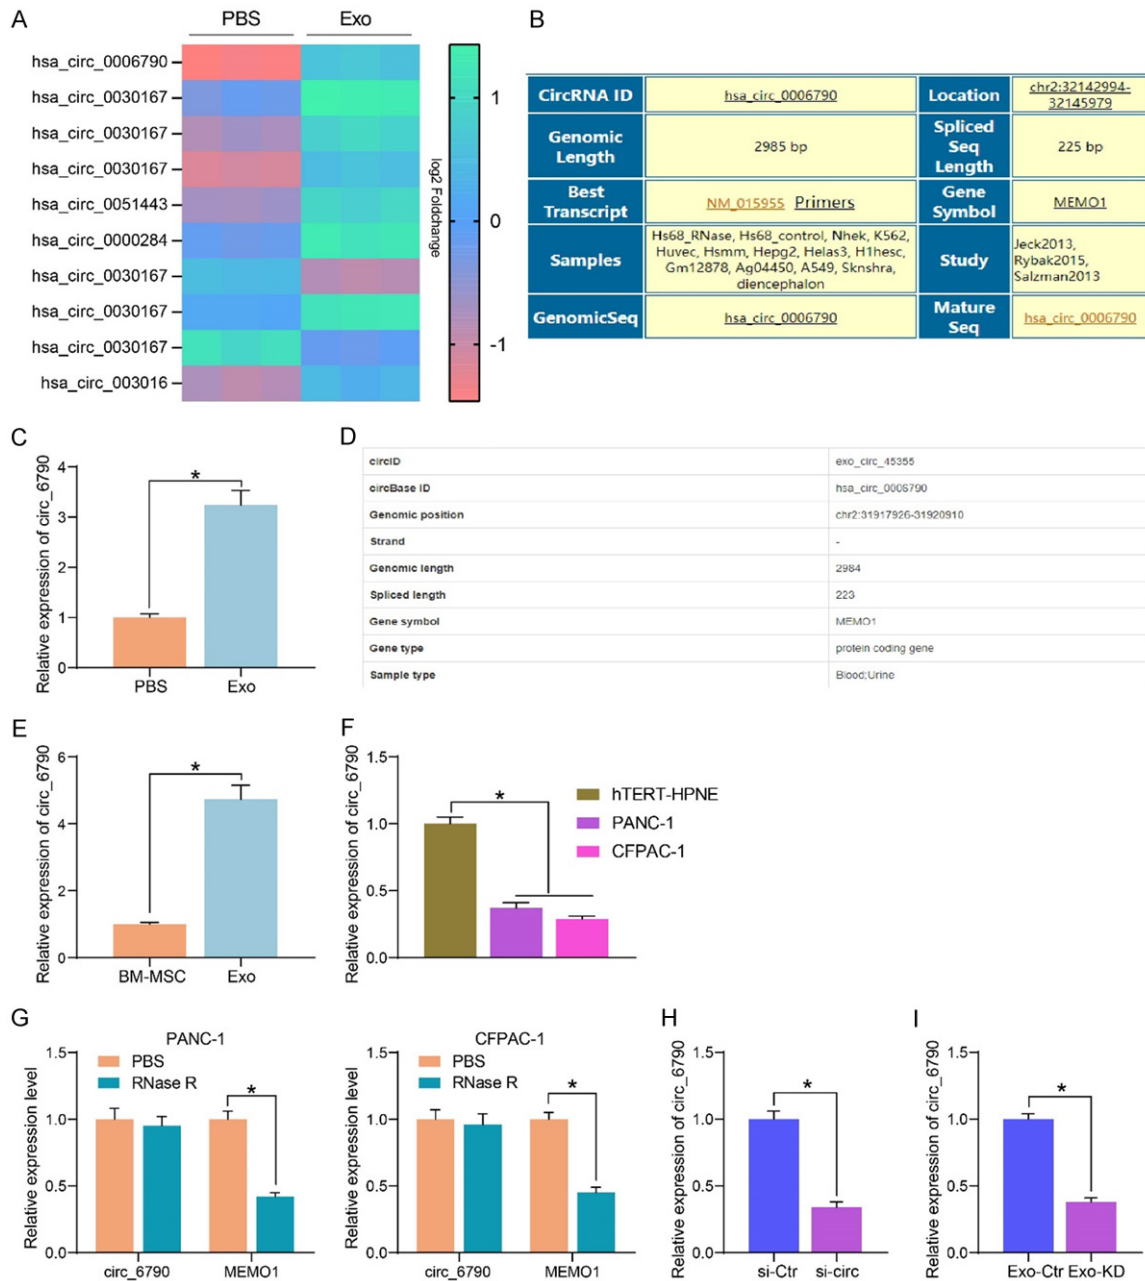 A
PBS Exo
hsa_circ_0006790
hsa_circ_0030167
hsa_circ_0030167
hsa_circ_0030167
hsa_circ_0051443
hsa_circ_0000284
hsa_circ_0030167
hsa_circ_0030167
hsa_circ_0030167
hsa_circ_003016
1
-1
log2 Foldchange
B
CircRNA ID hsa_circ_0006790 Location chr2:32142994-
32145979
Genomic
Length 2985 bp Spliced
Seq
Length 225 bp
Best
Transcript NM_015955 Primers Gene
Symbol MEMO1
Samples Hs68_RNase, Hs68_control, Nhek, K562,
Huvec, Hsmm, Hepg2, Helas3, H1hesc,
Gm12878, Ag04450, A549, Sknshra,
diencephalon
Study Jeck2013,
Rybak2015,
Salzman2013
GenomicSeq hsa_circ_0006790 Mature
Seq hsa_circ_0006790
C
Relative expression of circ_6790
4
3
2
1
0
*
PBS Exo
D
circID exo_circ_45355
circBase ID hsa_circ_0006790
Genomic position chr2:31917926-31920910
Strand -
Genomic length 2984
Spliced length 223
Gene symbol MEMO1
Gene type protein coding gene
Sample type Blood;Urine
E
Relative expression of circ_6790
6
4
2
0
*
BM-MSC Exo
F
Relative expression of circ_6790
1.5
1.0
0.5
0.0
*
hTERT-HPNE
PANC-1
CFPAC-1
G
PANC-1
Relative expression level
1.5
1.0
0.5
0.0
PBS
RNase R
*
circ_6790 MEMO1
CFPAC-1
Relative expression level
1.5
1.0
0.5
0.0
PBS
RNase R
*
circ_6790 MEMO1
H
Relative expression of circ_6790
1.5
1.0
0.5
0.0
*
si-Ctr si-circ
I
Relative expression of circ_6790
1.5
1.0
0.5
0.0
*
Exo-Ctr Exo-KD